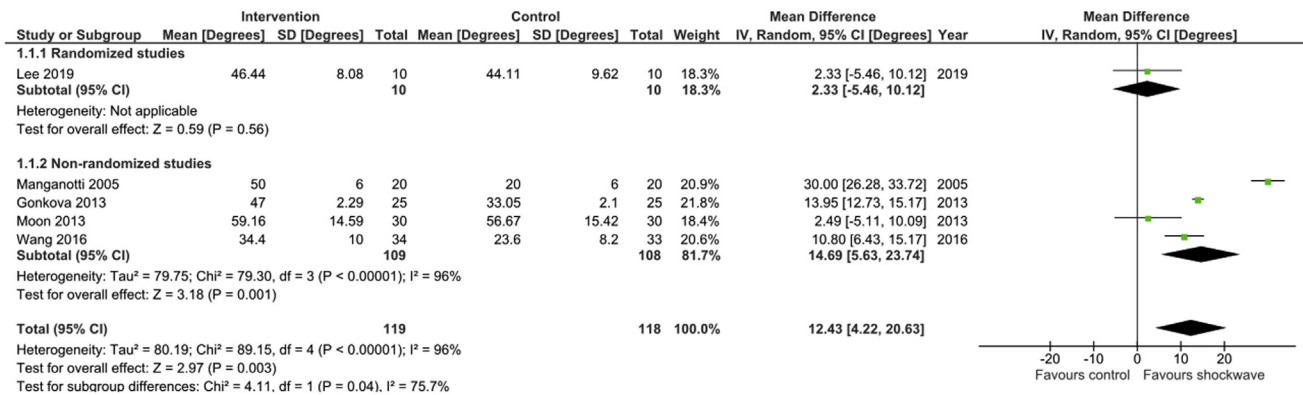 Intervention Control Mean Difference Mean Difference
Study or Subgroup Mean [Degrees] SD [Degrees] Total Mean [Degrees] SD [Degrees] Total Weight IV, Random, 95% CI [Degrees] Year IV, Random, 95% CI [Degrees]
1.1.1 Randomized studies
Lee 2019 46.44 8.08 10 44.11 9.62 10 18.3% 2.33 [-5.46, 10.12] 2019
Subtotal (95% CI) 10 10 18.3% 2.33 [-5.46, 10.12]
Heterogeneity: Not applicable
Test for overall effect: Z = 0.59 (P = 0.56)
1.1.2 Non-randomized studies
Manganotti 2005 50 6 20 20 6 20 20.9% 30.00 [26.28, 33.72] 2005
Gonkova 2013 47 2.29 25 33.05 2.1 25 21.8% 13.95 [12.73, 15.17] 2013
Moon 2013 59.16 14.59 30 56.67 15.42 30 18.4% 2.49 [-5.11, 10.09] 2013
Wang 2016 34.4 10 34 23.6 8.2 33 20.6% 10.80 [6.43, 15.17] 2016
Subtotal (95% CI) 109 108 81.7% 14.69 [5.63, 23.74]
Heterogeneity: Tau² = 79.75; Chi² = 79.30, df = 3 (P < 0.00001); I² = 96%
Test for overall effect: Z = 3.18 (P = 0.001)
Total (95% CI) 119 118 100.0% 12.43 [4.22, 20.63]
Heterogeneity: Tau² = 80.19; Chi² = 89.15, df = 4 (P < 0.00001); I² = 96%
Test for overall effect: Z = 2.97 (P = 0.003)
Test for subgroup differences: Chi² = 4.11, df = 1 (P = 0.04), I² = 75.7%
-20 -10 0 10 20
Favours control Favours shockwave